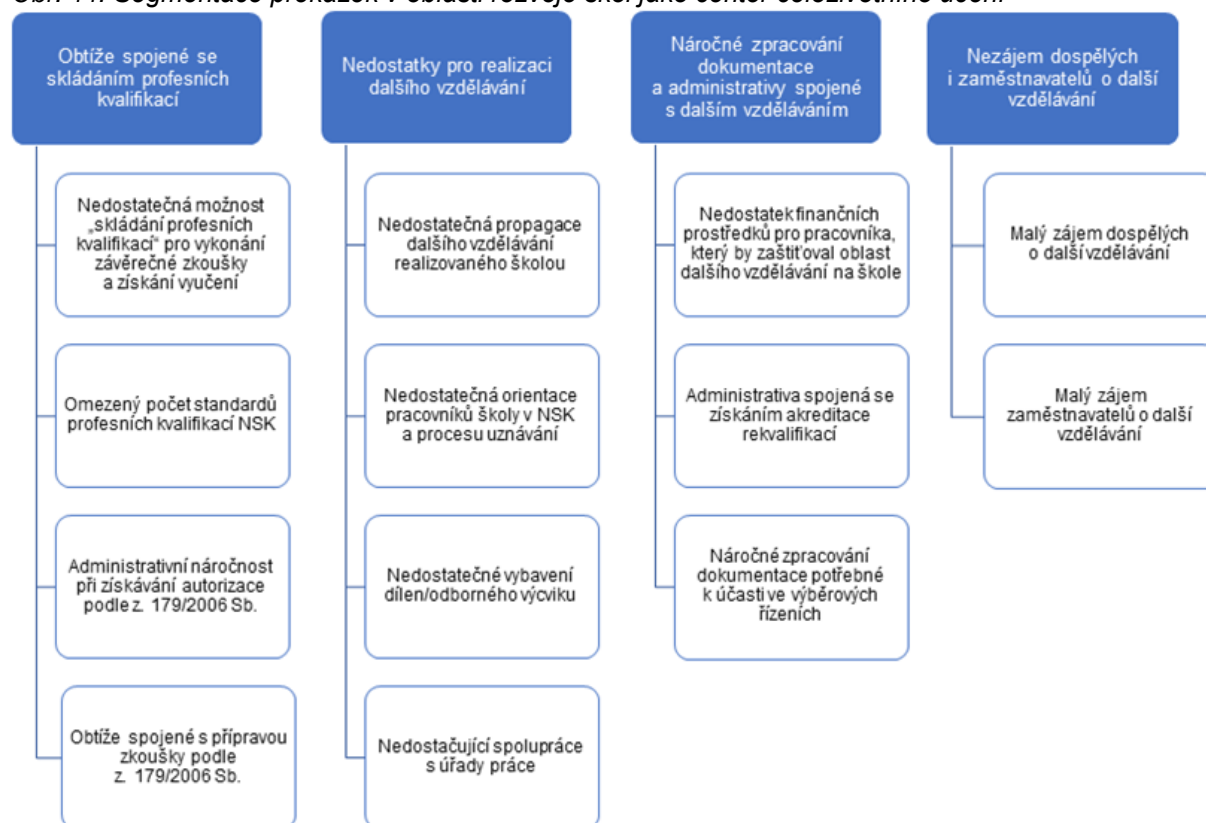 Obtíže spojené se
skládáním profesních
kvalifikací
Nedostatečná možnost
„skládání profesních
kvalifikací“ pro vykonání
závěrečné zkoušky
a získání vyučení
Omezený počet standardů
profesních kvalifikací NSK
Administrativní náročnost
při získávání autorizace
podle z. 179/2006 Sb.
Obtíže spojené s přípravou
zkoušky podle
z. 179/2006 Sb.
Nedostatky pro realizaci
dalšího vzdělávání
Nedostatečná propagace
dalšího vzdělávání
realizovaného školou
Nedostatečná orientace
pracovníků školy v NSK
a procesu uznávání
Nedostatečné vybavení
dílen/odborného výcviku
Nedostačující spolupráce
s úřady práce
Náročné zpracování
dokumentace
a administrativy spojené
s dalším vzděláváním
Nedostatek finančních
prostředků pro pracovníka,
který by zaštiťoval oblast
dalšího vzdělávání na škole
Administrativa spojená se
získáním akreditace
rekvalifikací
Náročné zpracování
dokumentace potřebné
k účasti ve výběrových
řízeních
Nezájem dospělých
i zaměstnavatelů o další
vzdělávání
Malý zájem dospělých
o další vzdělávání
Malý zájem
zaměstnavatelů o další
vzdělávání